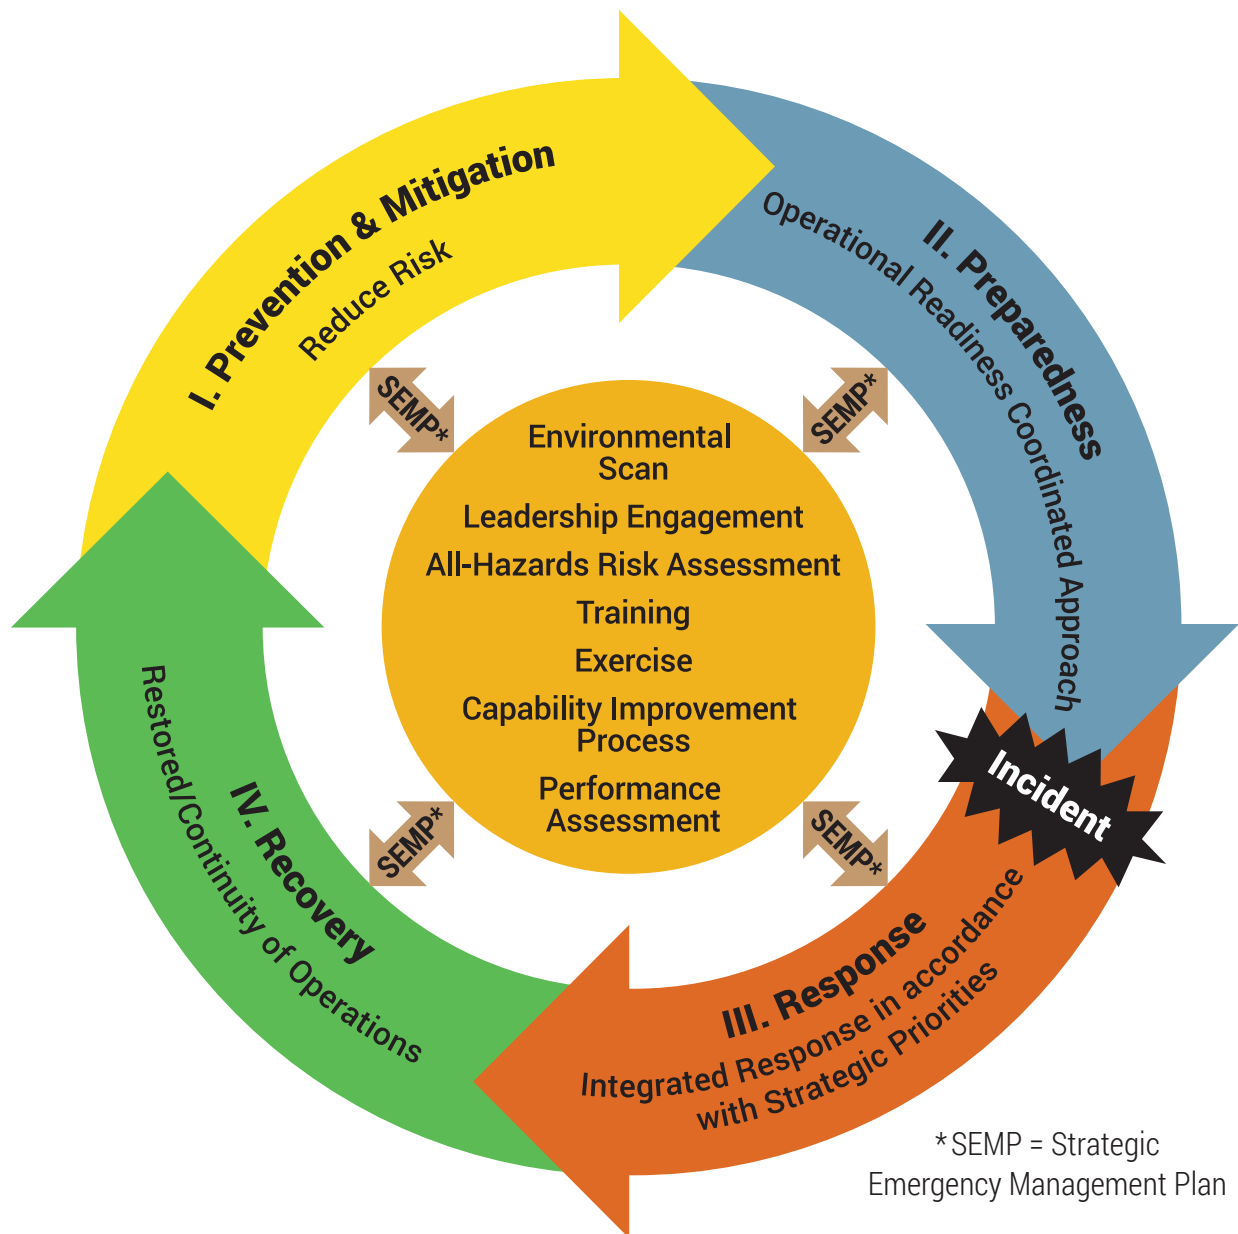 I. Prevention & Mitigation
Reduce Risk
II. Preparedness
Operational Readiness Coordinated Approach
SEMP*
SEMP*
Environmental
Scan
Leadership Engagement
All-Hazards Risk Assessment
Training
Exercise
Capability Improvement
Process
Performance
Assessment
SEMP*
SEMP*
Incident
III. Response
Integrated Response in accordance
with Strategic Priorities
IV. Recovery
Restored/Continuity of Operations
*SEMP = Strategic
Emergency Management Plan